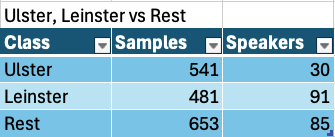 Ulster, Leinster vs Rest
Class Samples Speakers
Ulster 541 30
Leinster 481 91
Rest 653 85